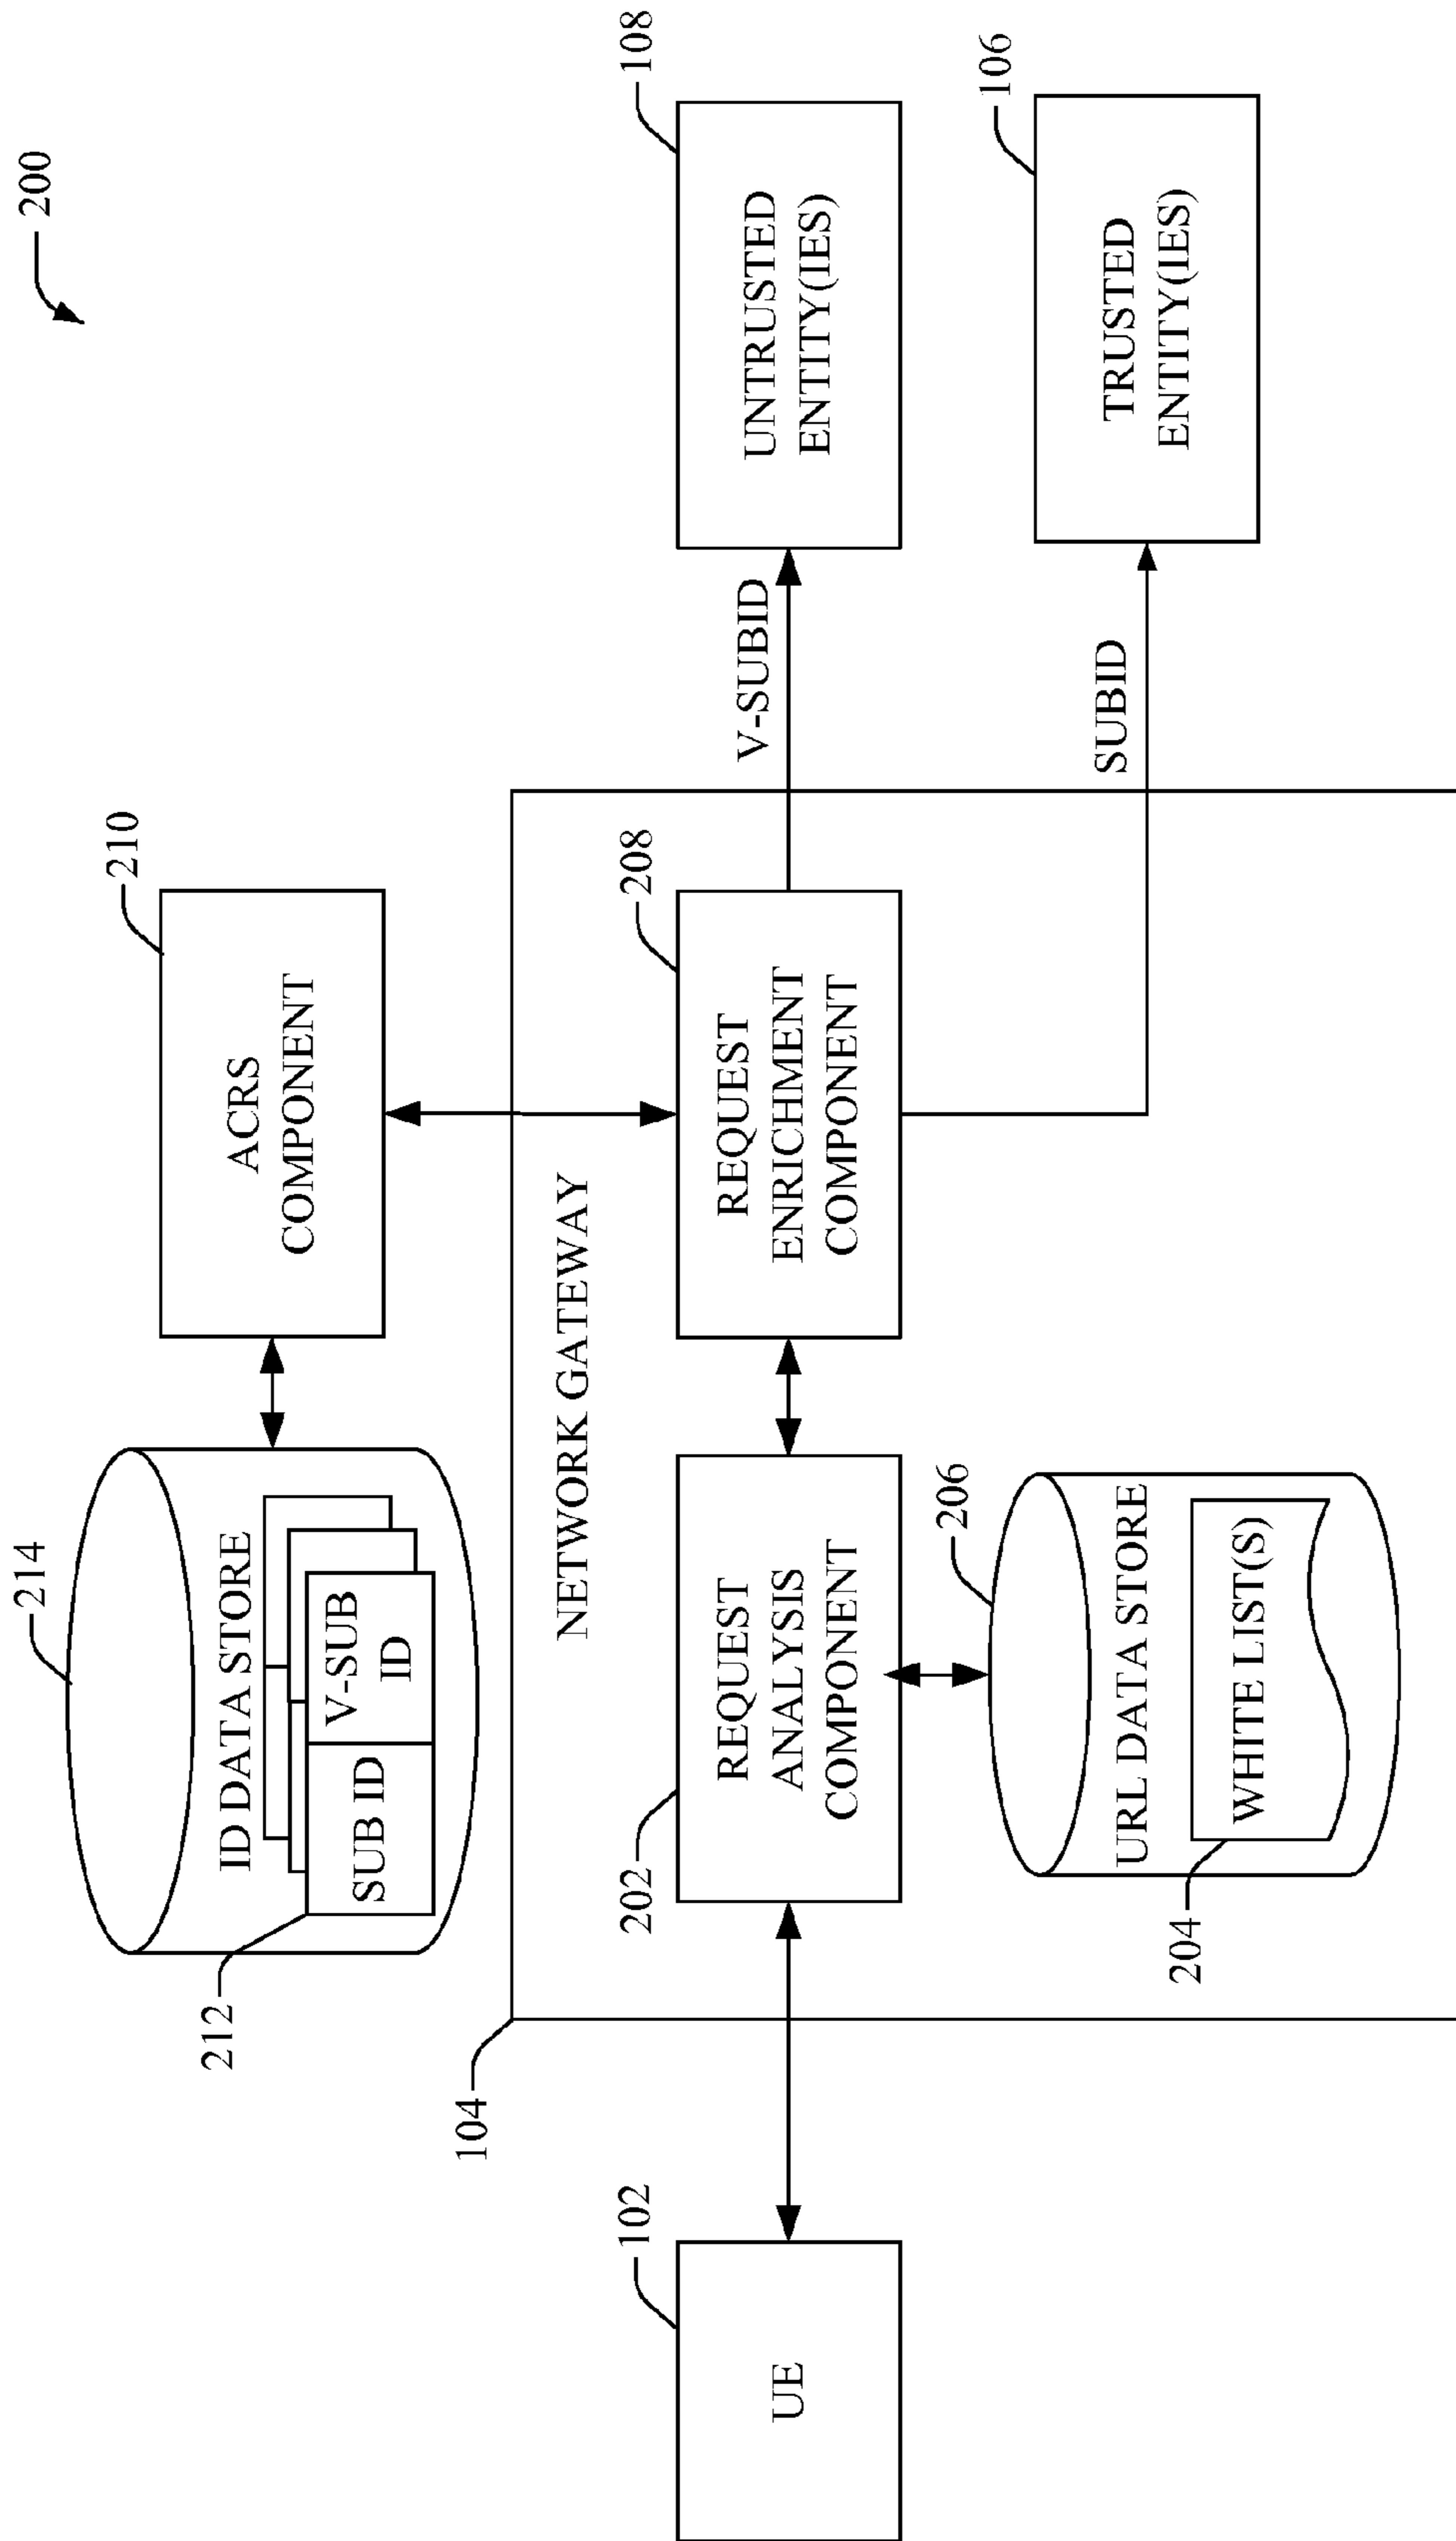 200
214
ID DATA STORE
SUB ID
V-SUB
ID
212
210
ACRS
COMPONENT
104
NETWORK GATEWAY
102
UE
202
REQUEST
ANALYSIS
COMPONENT
208
REQUEST
ENRICHMENT
COMPONENT
V-SUBID
108
UNTRUSTED
ENTITY(IES)
206
URL DATA STORE
WHITE LIST(S)
204
SUBID
106
TRUSTED
ENTITY(IES)